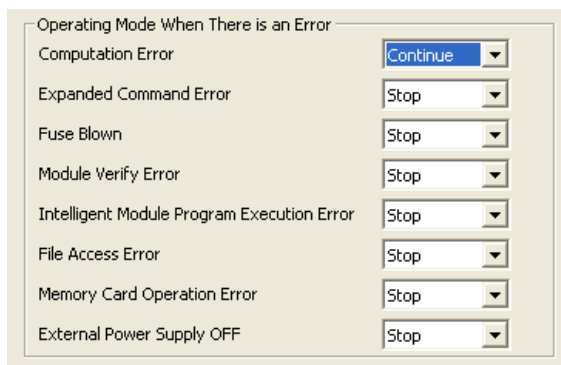 Operating Mode When There is an Error
Computation Error Continue
Expanded Command Error Stop
Fuse Blown Stop
Module Verify Error Stop
Intelligent Module Program Execution Error Stop
File Access Error Stop
Memory Card Operation Error Stop
External Power Supply OFF Stop